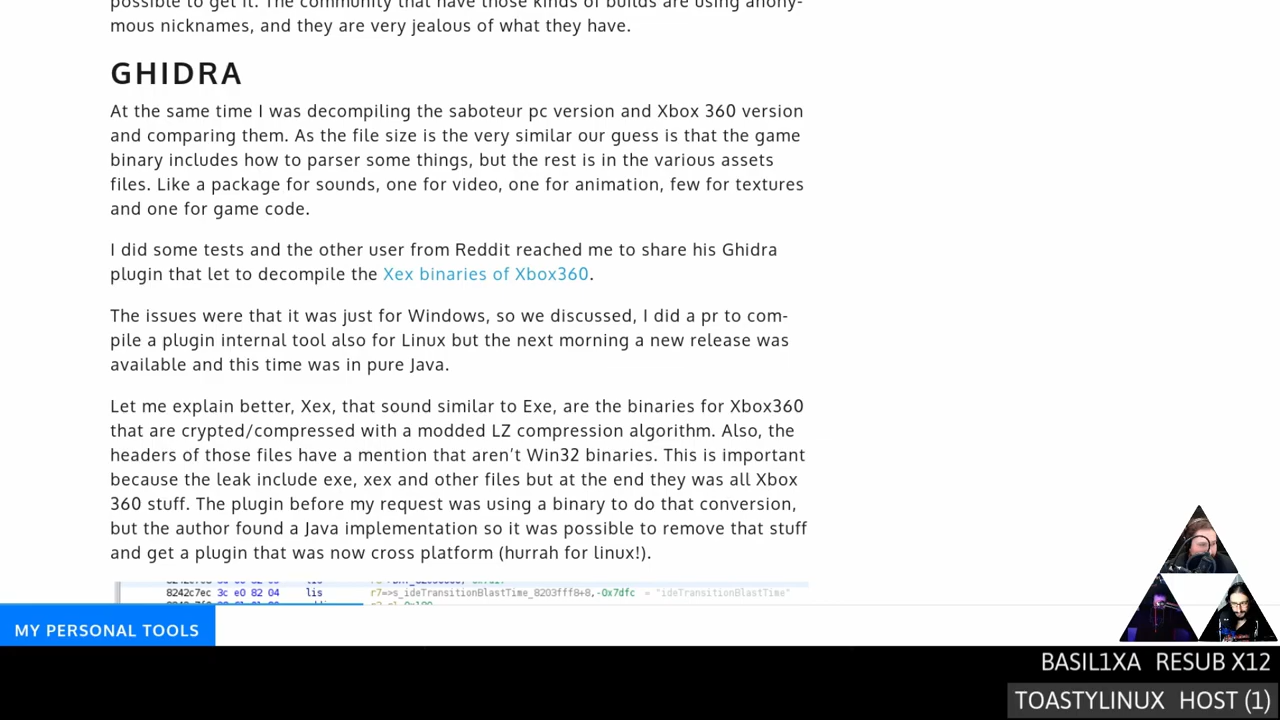 possible to get it. The community that have those kinds of builds are using anony-
mous nicknames, and they are very jealous of what they have.
GHIDRA
At the same time I was decompiling the saboteur pc version and Xbox 360 version
and comparing them. As the file size is the very similar our guess is that the game
binary includes how to parser some things, but the rest is in the various assets
files. Like a package for sounds, one for video, one for animation, few for textures
and one for game code.
I did some tests and the other user from Reddit reached me to share his Ghidra
plugin that let to decompile the Xex binaries of Xbox360.
The issues were that it was just for Windows, so we discussed, I did a pr to com-
pile a plugin internal tool also for Linux but the next morning a new release was
available and this time was in pure Java.
Let me explain better, Xex, that sound similar to Exe, are the binaries for Xbox360
that are crypted/compressed with a modded LZ compression algorithm. Also, the
headers of those files have a mention that aren’t Win32 binaries. This is important
because the leak include exe, xex and other files but at the end they was all Xbox
360 stuff. The plugin before my request was using a binary to do that conversion,
but the author found a Java implementation so it was possible to remove that stuff
and get a plugin that was now cross platform (hurrah for linux!).
8242c7ec 3c e0 82 04 lis r7=>s_ideTransitionBlastTime_8203fff8+8,-0x7dfc = "ideTransitionBlastTime"
MY PERSONAL TOOLS
BASIL1XA RESUB X12
TOASTYLINUX HOST (1)